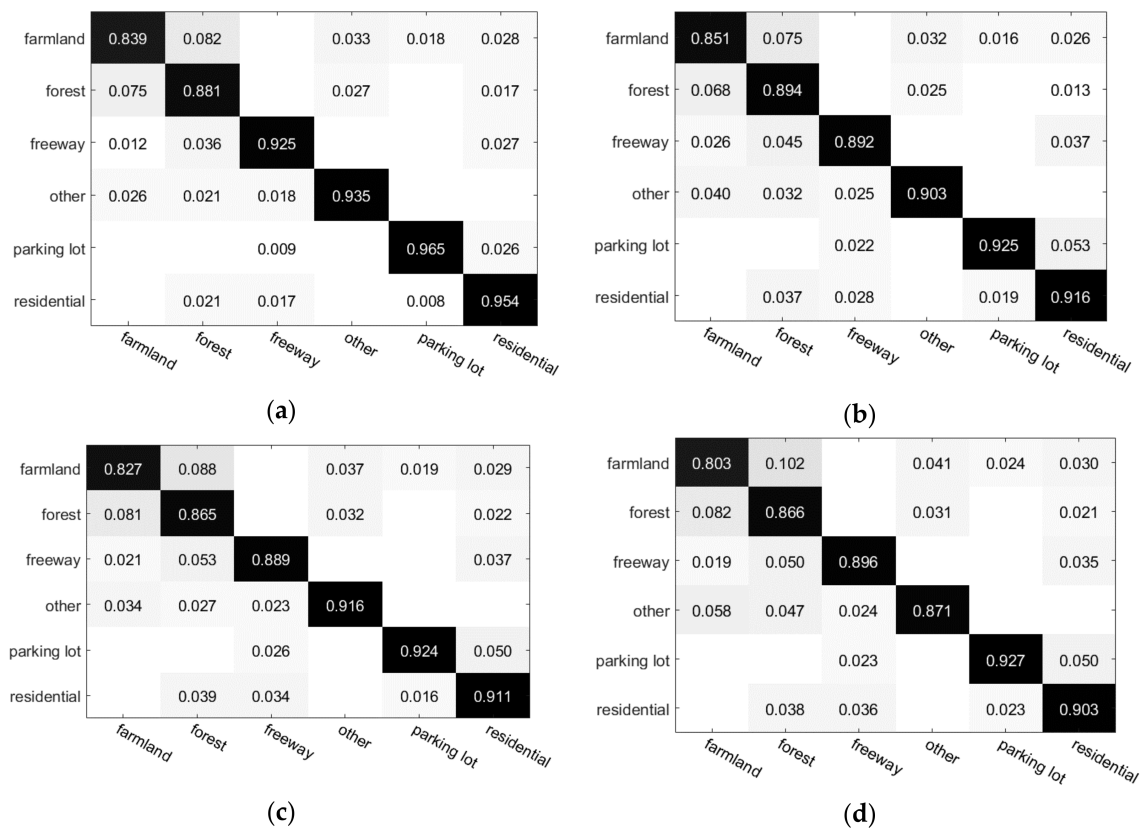 farmland 0.839 0.082 0.033 0.018 0.028
forest 0.075 0.881 0.027 0.017
freeway 0.012 0.036 0.925 0.027
other 0.026 0.021 0.018 0.935
parking lot 0.009 0.965 0.026
residential 0.021 0.017 0.008 0.954
farmland forest freeway other parking lot residential
(a)
farmland 0.851 0.075 0.032 0.016 0.026
forest 0.068 0.894 0.025 0.013
freeway 0.026 0.045 0.892 0.037
other 0.040 0.032 0.025 0.903
parking lot 0.022 0.925 0.053
residential 0.037 0.028 0.019 0.916
farmland forest freeway other parking lot residential
(b)
farmland 0.827 0.088 0.037 0.019 0.029
forest 0.081 0.865 0.032 0.022
freeway 0.021 0.053 0.889 0.037
other 0.034 0.027 0.023 0.916
parking lot 0.026 0.924 0.050
residential 0.039 0.034 0.016 0.911
farmland forest freeway other parking lot residential
(c)
farmland 0.803 0.102 0.041 0.024 0.030
forest 0.082 0.866 0.031 0.021
freeway 0.019 0.050 0.896 0.035
other 0.058 0.047 0.024 0.871
parking lot 0.023 0.927 0.050
residential 0.038 0.036 0.023 0.903
farmland forest freeway other parking lot residential
(d)